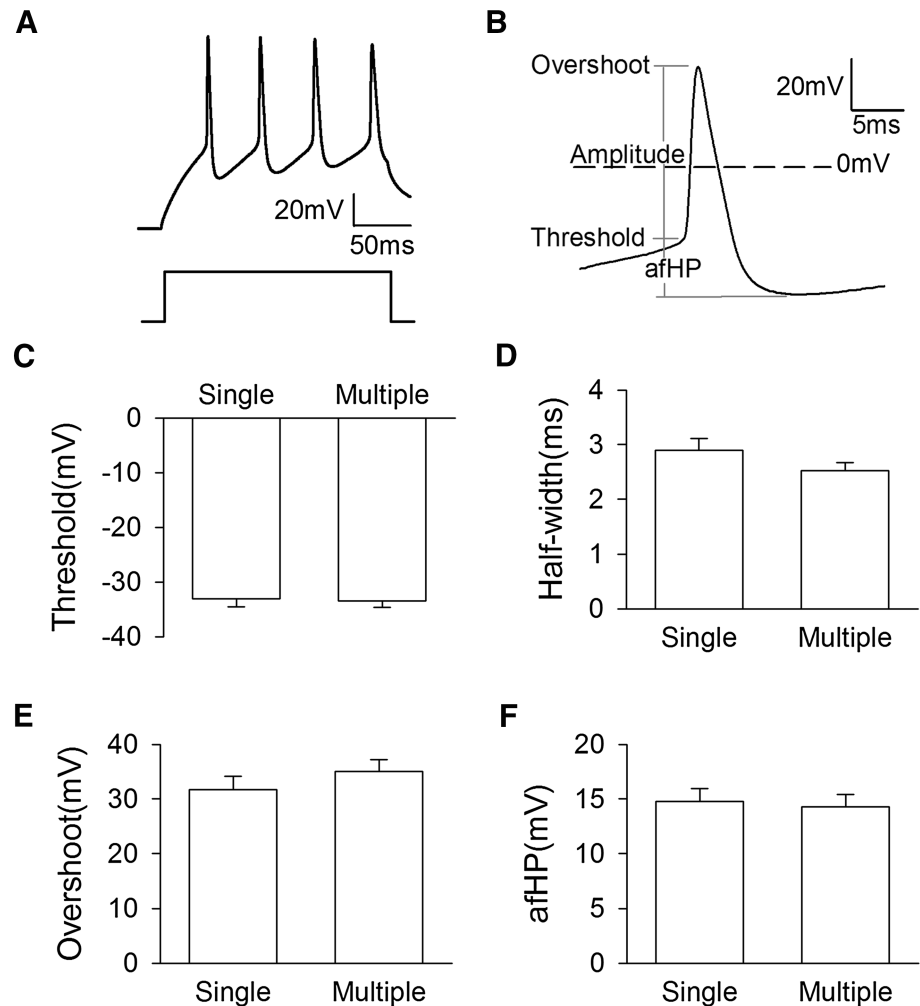 A
20mV
50ms
B
Overshoot
20mV
5ms
Amplitude
0mV
Threshold
afHP
C
Single Multiple
Threshold(mV)
0
-10
-20
-30
-40
D
Half-width(ms)
4
3
2
1
0
Single Multiple
E
Overshoot(mV)
40
30
20
10
0
Single Multiple
F
afHP(mV)
20
15
10
5
0
Single Multiple